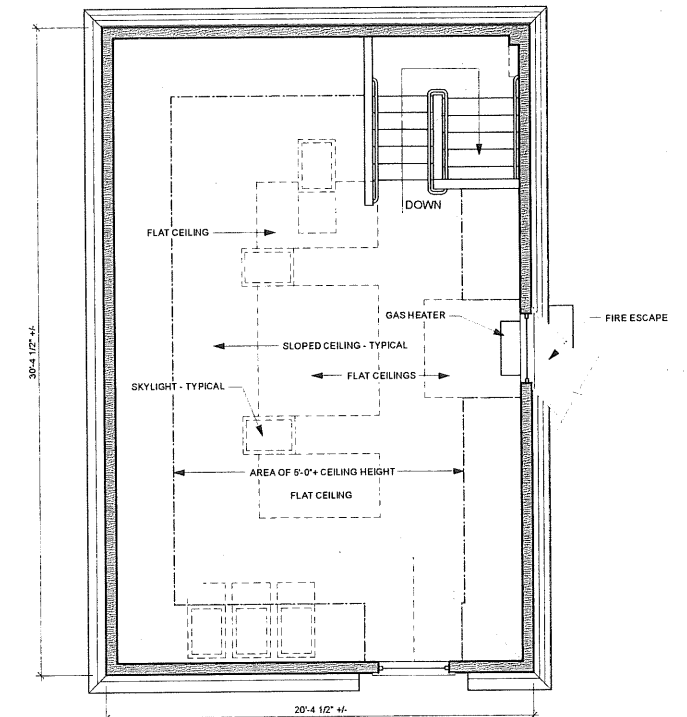 DOWN
FLAT CEILING
GAS HEATER
FIRE ESCAPE
SLOPED CEILING - TYPICAL
30'-4 1/2" +/-
FLAT CEILINGS
SKYLIGHT - TYPICAL
AREA OF 5'-0"+ CEILING HEIGHT
FLAT CEILING
20'-4 1/2" +/-